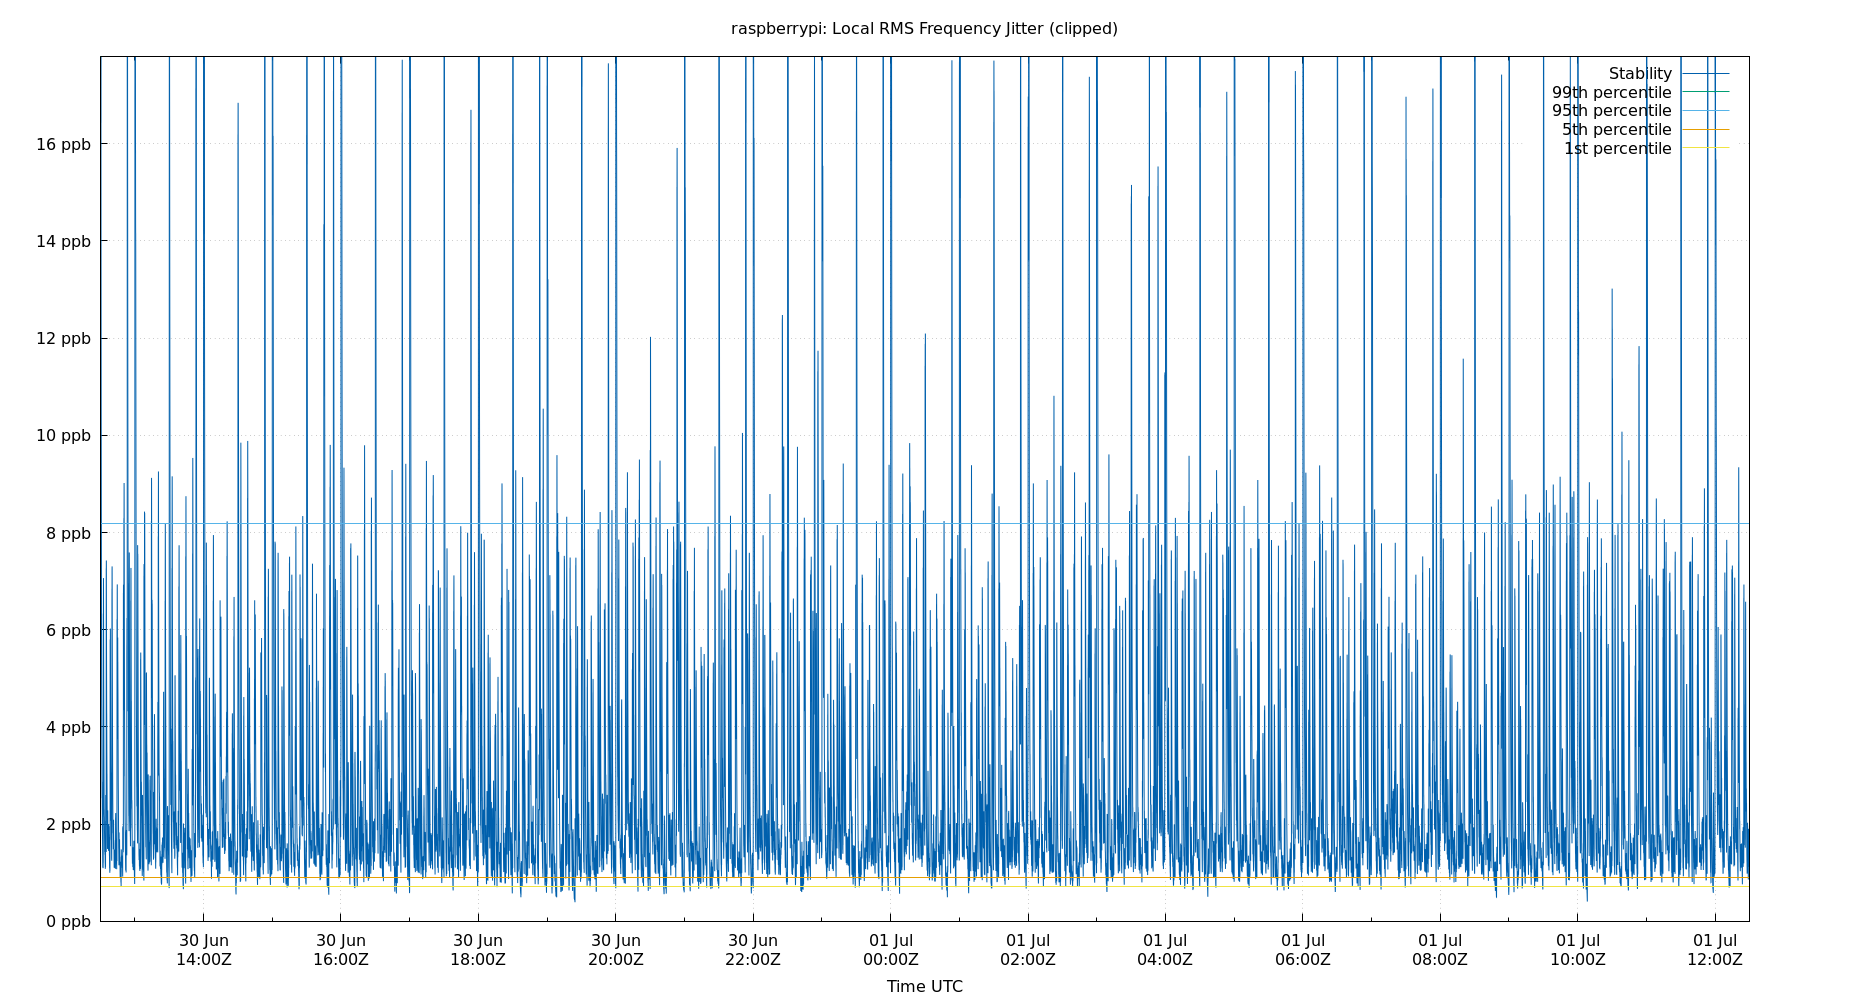 raspberrypi: Local RMS Frequency Jitter (clipped)
Stability
99th percentile
95th percentile
5th percentile
1st percentile
16 ppb
14 ppb
12 ppb
10 ppb
8 ppb
6 ppb
4 ppb
2 ppb
0 ppb
30 Jun 30 Jun 30 Jun 30 Jun 30 Jun 01 Jul 01 Jul 01 Jul 01 Jul 01 Jul 01 Jul 01 Jul
14:00Z 16:00Z 18:00Z 20:00Z 22:00Z 00:00Z 02:00Z 04:00Z 06:00Z 08:00Z 10:00Z 12:00Z
Time UTC